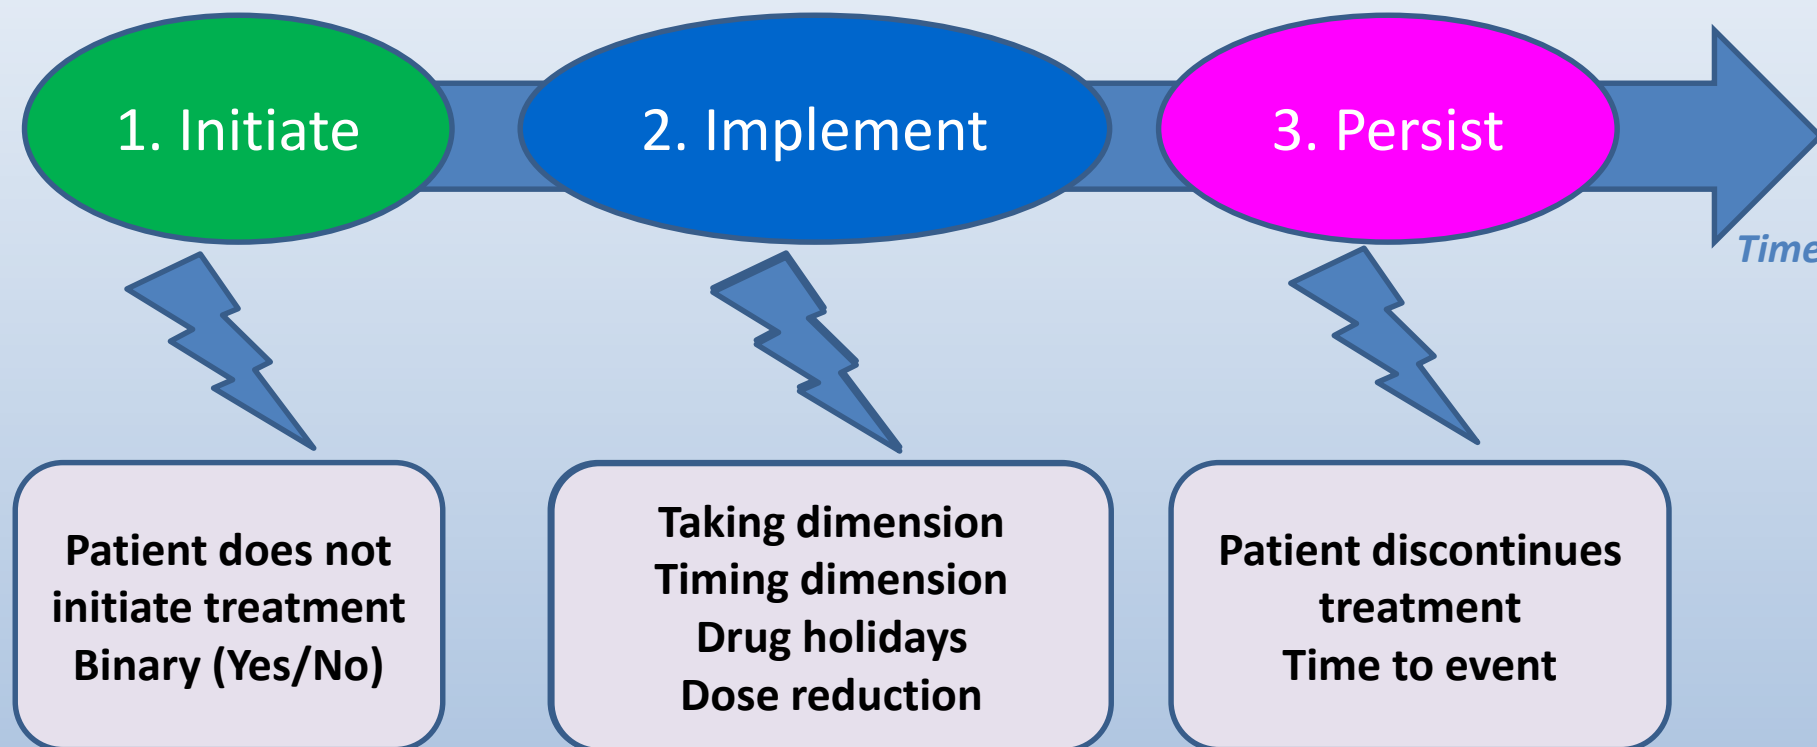 1. Initiate
2. Implement
3. Persist
Time
Patient does not
initiate treatment
Binary (Yes/No)
Taking dimension
Timing dimension
Drug holidays
Dose reduction
Patient discontinues
treatment
Time to event